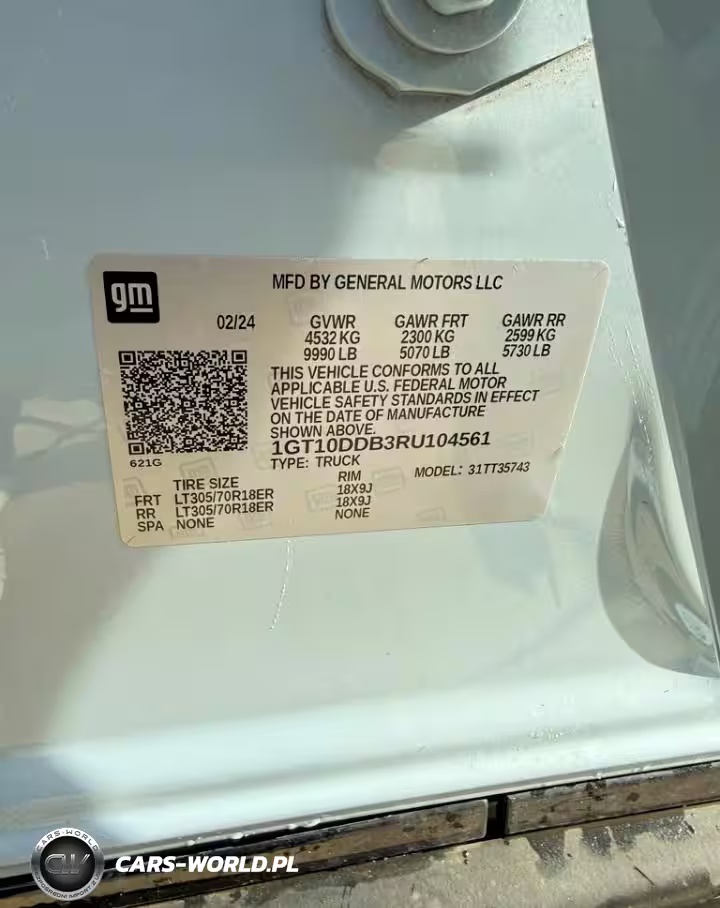 gm
MFD BY GENERAL MOTORS LLC
02/24 GVWR GAWR FRT GAWR RR
4532 KG 2300 KG 2599 KG
9990 LB 5070 LB 5730 LB
THIS VEHICLE CONFORMS TO ALL
APPLICABLE U.S. FEDERAL MOTOR
VEHICLE SAFETY STANDARDS IN EFFECT
ON THE DATE OF MANUFACTURE
SHOWN ABOVE.
1GT10DDB3RU104561
621G
TYPE: TRUCK MODEL: 31TT35743
TIRE SIZE RIM
FRT LT305/70R18ER 18X9J
RR LT305/70R18ER 18X9J
SPA NONE NONE
CARS-WORLD
CW
CARS-WORLD.PL